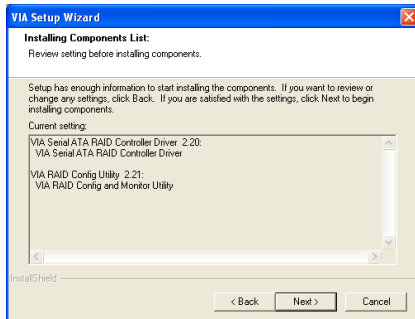 VIA Setup Wizard
Installing Components List:
Review setting before installing components.
Setup has enough information to start installing the components. If you want to review or
change any settings, click Back. If you are satisfied with the settings, click Next to begin
installing components.
Current setting:
VIA Serial ATA RAID Controller Driver 2.20:
VIA Serial ATA RAID Controller Driver
VIA RAID Config Utility 2.21:
VIA RAID Config and Monitor Utility
InstallShield
< Back
Next >
Cancel